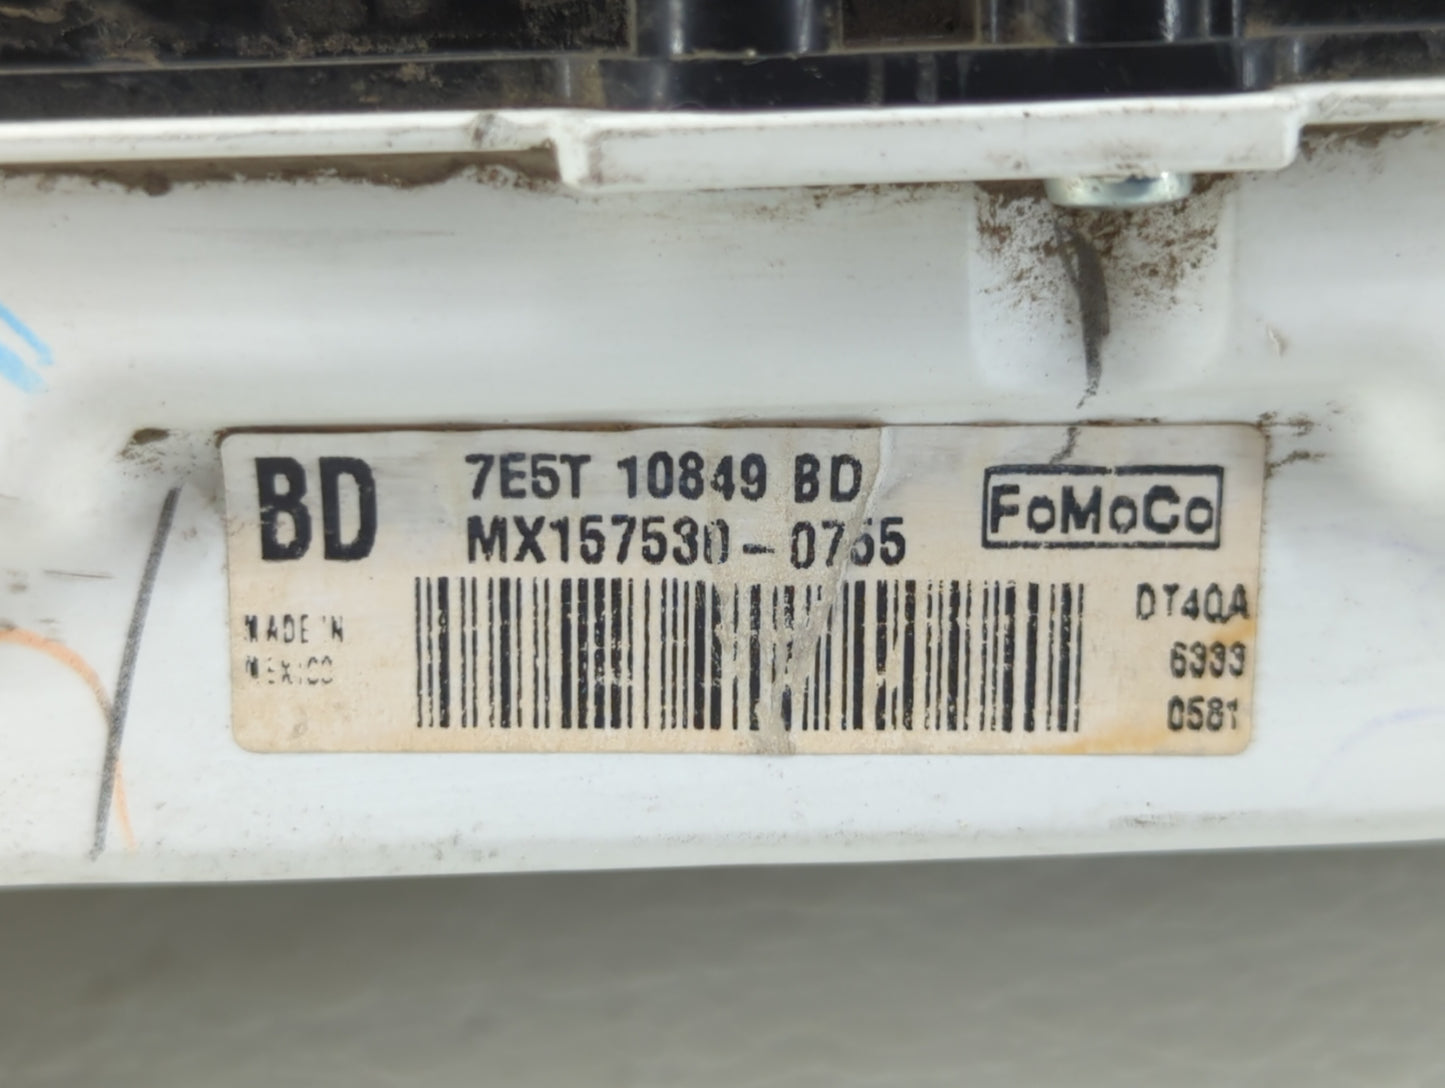 BD
7E5T 10849 BD
MX157530-0755
FoMoCo
MADE IN
MEXICO
DT4QA
6333
0581